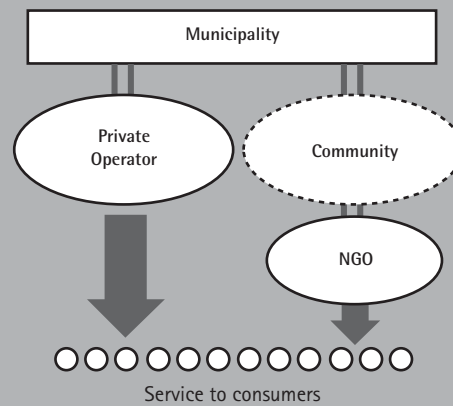 Municipality
Private
Operator
Community
NGO
Service to consumers